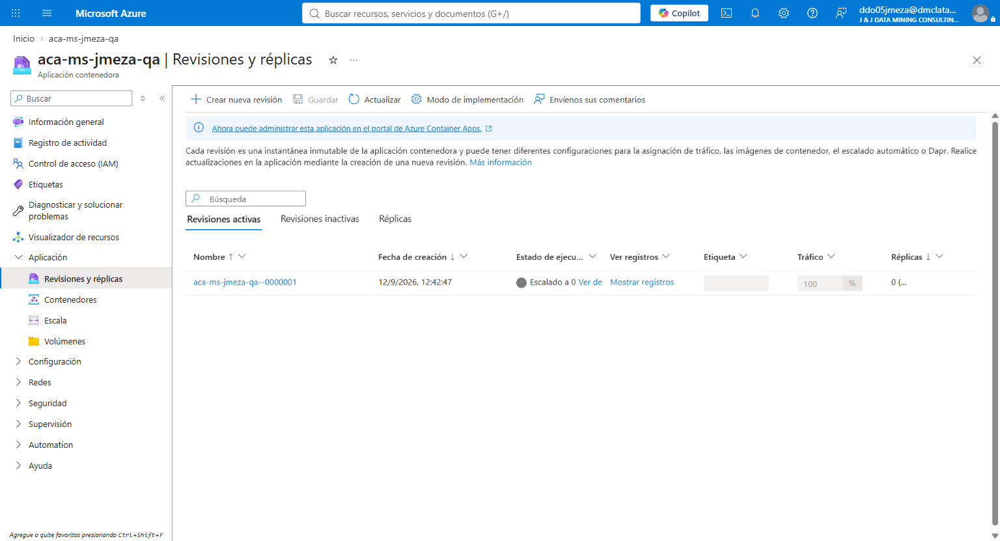 Microsoft Azure
Buscar recursos, servicios y documentos (G+/)
Copilot
ddo05jmeza@dmclata...
J & J DATA MINING CONSULTIN...
Inicio > aca-ms-jmeza-qa
aca-ms-jmeza-qa | Revisiones y réplicas
Aplicación contenedora
Buscar
Información general
Registro de actividad
Control de acceso (IAM)
Etiquetas
Diagnosticar y solucionar
problemas
Visualizador de recursos
Aplicación
Revisiones y réplicas
Contenedores
Escala
Volúmenes
Configuración
Redes
Seguridad
Supervisión
Automation
Ayuda
Agregue o quite favoritos presionando Ctrl+Shift+F
Crear nueva revisión Guardar Actualizar Modo de implementación Envíenos sus comentarios
Ahora puede administrar esta aplicación en el portal de Azure Container Apps.
Cada revisión es una instantánea inmutable de la aplicación contenedora y puede tener diferentes configuraciones para la asignación de tráfico, las imágenes de contenedor, el escalado automático o Dapr. Realice
actualizaciones en la aplicación mediante la creación de una nueva revisión. Más información
Búsqueda
Revisiones activas Revisiones inactivas Réplicas
Nombre ↑ Fecha de creación ↓ Estado de ejecu... Ver registros Etiqueta Tráfico Réplicas ↓
aca-ms-jmeza-qa--0000001 12/9/2026, 12:42:47 Escalado a 0 Ver de Mostrar registros 100 % 0 (...